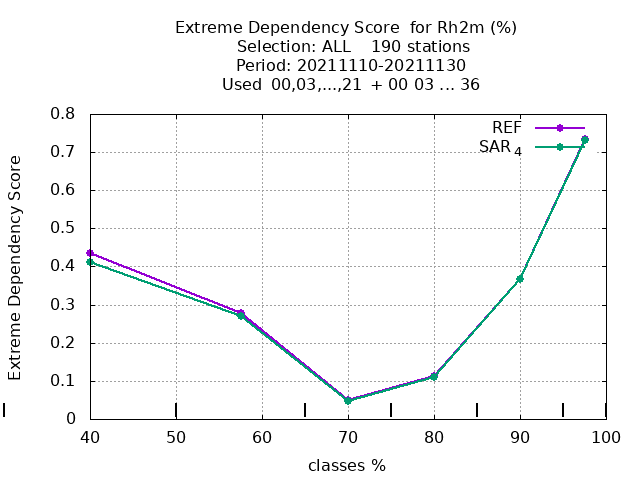 Extreme Dependency Score for Rh2m (%)
Selection: ALL 190 stations
Period: 20211110-20211130
Used 00,03,...,21 + 00 03 ... 36
REF
SAR 4
Extreme Dependency Score
0.8
0.7
0.6
0.5
0.4
0.3
0.2
0.1
0
40 50 60 70 80 90 100
classes %